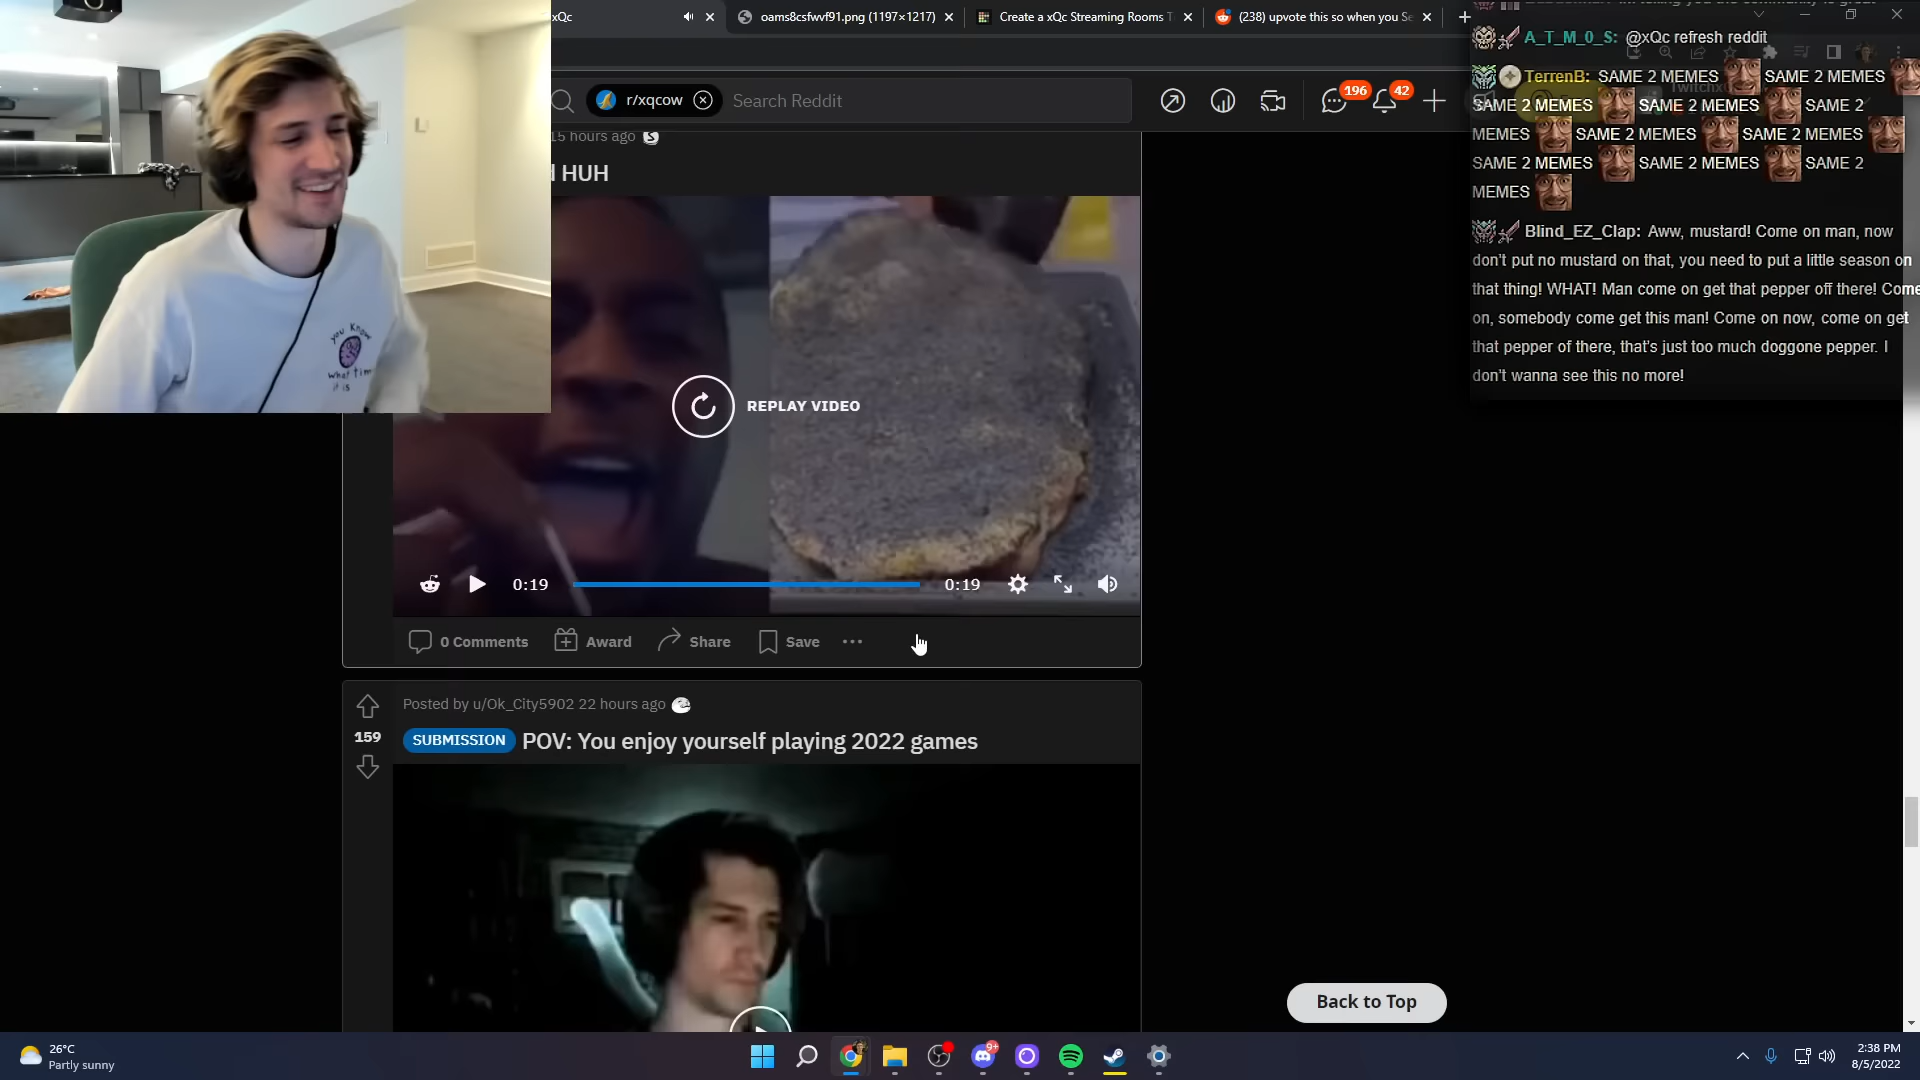 xQc
oams8csfwvf91.png (1197×1217)
Create a xQc Streaming Rooms T
(238) upvote this so when you Se
r/xqcow
Search Reddit
196
42
15 hours ago
HUH
REPLAY VIDEO
0:19
0:19
0 Comments
Award
Share
Save
Posted by u/Ok_City5902 22 hours ago
159
SUBMISSION
POV: You enjoy yourself playing 2022 games
you know
what time
it is
A_T_M_0_S: @xQc refresh reddit
TerrenB: SAME 2 MEMES SAME 2 MEMES
SAME 2 MEMES SAME 2 MEMES SAME 2
MEMES SAME 2 MEMES SAME 2 MEMES
SAME 2 MEMES SAME 2 MEMES SAME 2
MEMES
Blind_EZ_Clap: Aww, mustard! Come on man, now
don't put no mustard on that, you need to put a little season on
that thing! WHAT! Man come on get that pepper off there! Come
on, somebody come get this man! Come on now, come on get
that pepper of there, that's just too much doggone pepper. I
don't wanna see this no more!
Back to Top
26°C
Partly sunny
9+
2:38 PM
8/5/2022